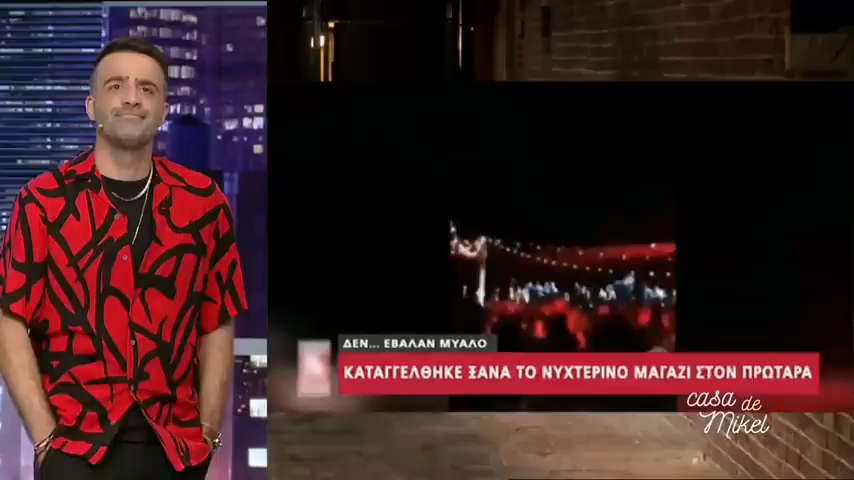 ΔΕΝ... ΕΒΑΛΑΝ ΜΥΑΛΟ
ΚΑΤΑΓΓΕΛΘΗΚΕ ΞΑΝΑ ΤΟ ΝΥΧΤΕΡΙΝΟ ΜΑΓΑΖΙ ΣΤΟΝ ΠΡΩΤΑΡΑ
casa de
Mikel